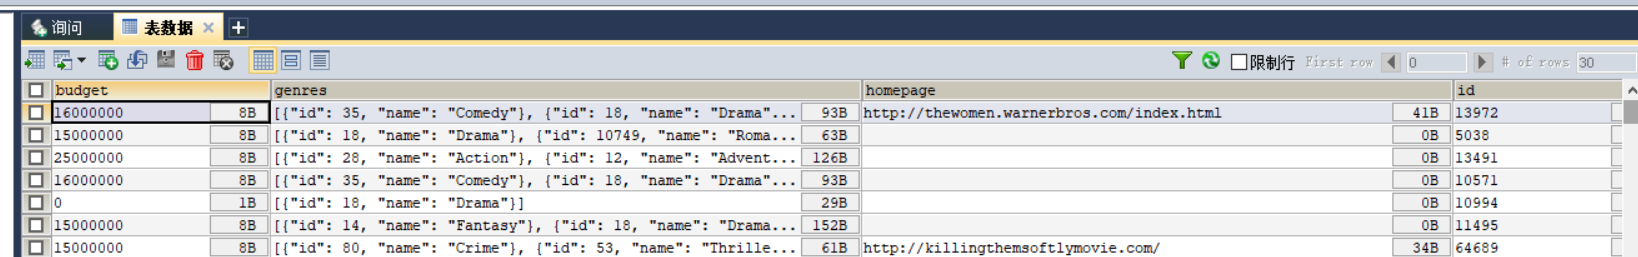 询问 表数据
限制行 First row 0 # of rows 30
budget genres homepage id
16000000 8B [{"id": 35, "name": "Comedy"}, {"id": 18, "name": "Drama"... 93B http://thewomen.warnerbros.com/index.html 41B 13972
15000000 8B [{"id": 18, "name": "Drama"}, {"id": 10749, "name": "Roma... 63B 0B 5038
25000000 8B [{"id": 28, "name": "Action"}, {"id": 12, "name": "Advent... 126B 0B 13491
16000000 8B [{"id": 35, "name": "Comedy"}, {"id": 18, "name": "Drama"... 93B 0B 10571
0 1B [{"id": 18, "name": "Drama"}] 29B 0B 10994
15000000 8B [{"id": 14, "name": "Fantasy"}, {"id": 18, "name": "Drama... 152B 0B 11495
15000000 8B [{"id": 80, "name": "Crime"}, {"id": 53, "name": "Thrille... 61B http://killingthemsoftlymovie.com/ 34B 64689